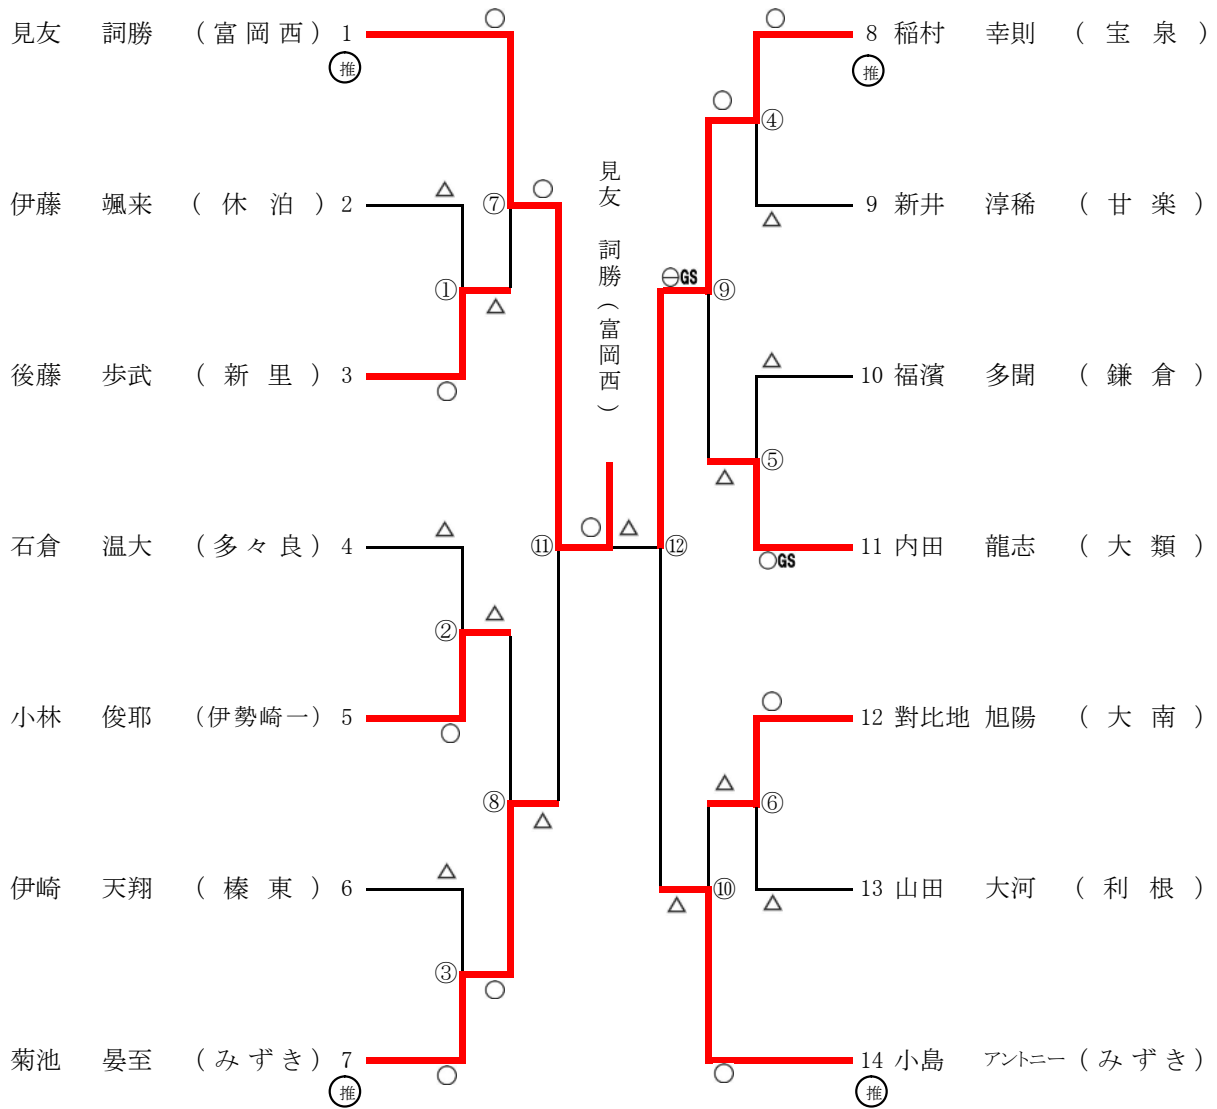 見友 詞勝 (富岡西) 1
推
伊藤 颯来 (休泊) 2
後藤 歩武 (新里) 3
石倉 温大 (多々良) 4
小林 俊耶 (伊勢崎一) 5
伊崎 天翔 (榛東) 6
菊池 晏至 (みずき) 7
推
⑦
①
②
⑧
③
⑪
見友 詞勝(富岡西)
⑫
GS
⑨
④
⑤
GS
⑥
⑩
8 稲村 幸則 (宝泉)
推
9 新井 淳稀 (甘楽)
10 福濱 多聞 (鎌倉)
11 内田 龍志 (大類)
12 對比地 旭陽 (大南)
13 山田 大河 (利根)
14 小島 アントニー (みずき)
推